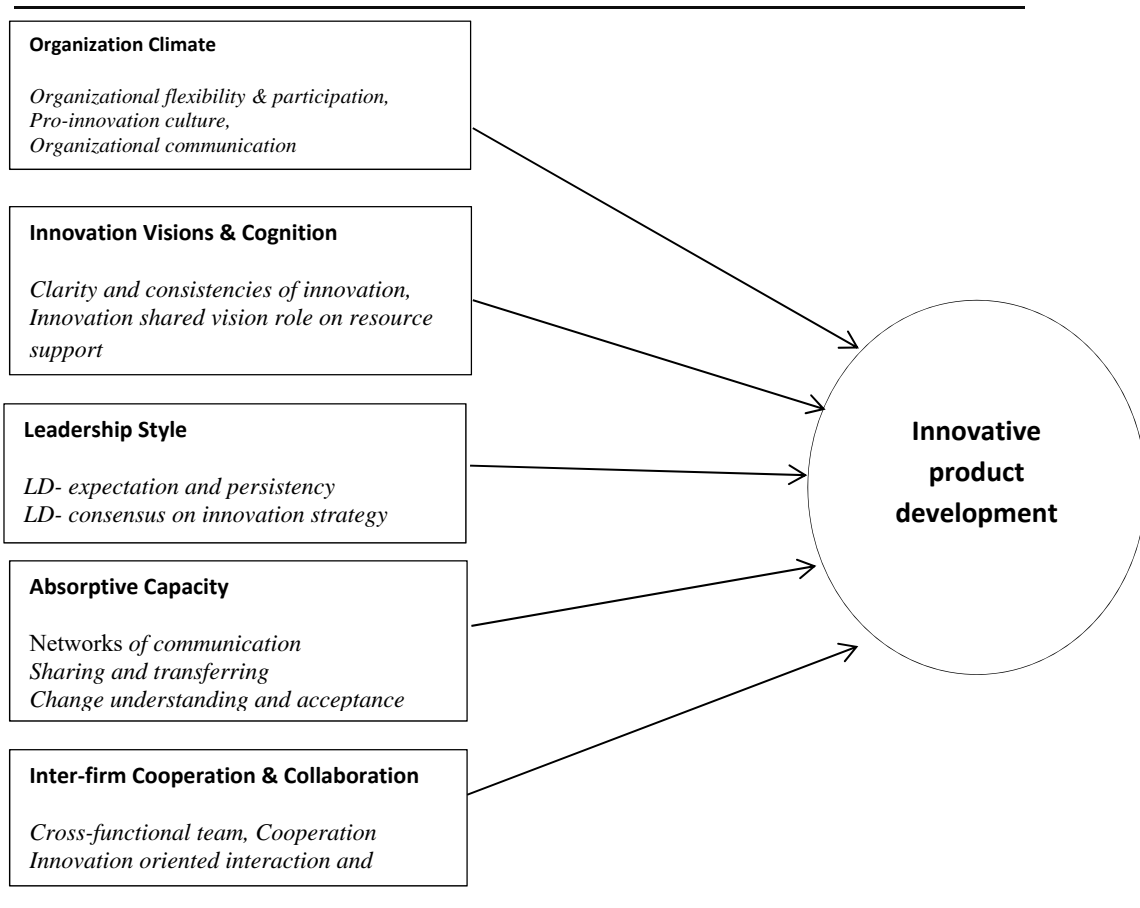 Organization Climate
Organizational flexibility & participation,
Pro-innovation culture,
Organizational communication
Innovation Visions & Cognition
Clarity and consistencies of innovation,
Innovation shared vision role on resource
support
Leadership Style
LD- expectation and persistency
LD- consensus on innovation strategy
Absorptive Capacity
Networks of communication
Sharing and transferring
Change understanding and acceptance
Inter-firm Cooperation & Collaboration
Cross-functional team, Cooperation
Innovation oriented interaction and
Innovative
product
development